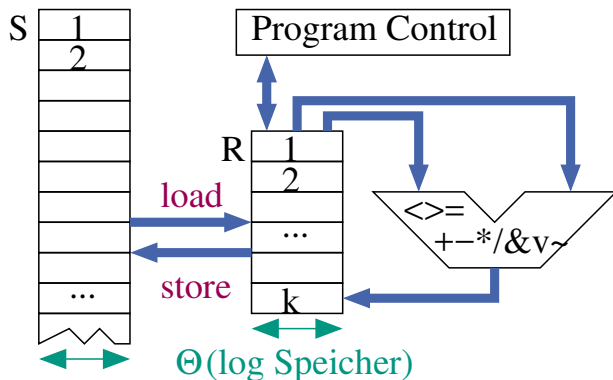 S
1
2
...
Program Control
R
1
2
...
k
load
store
<>=
+−*/&v~
Θ(log Speicher)